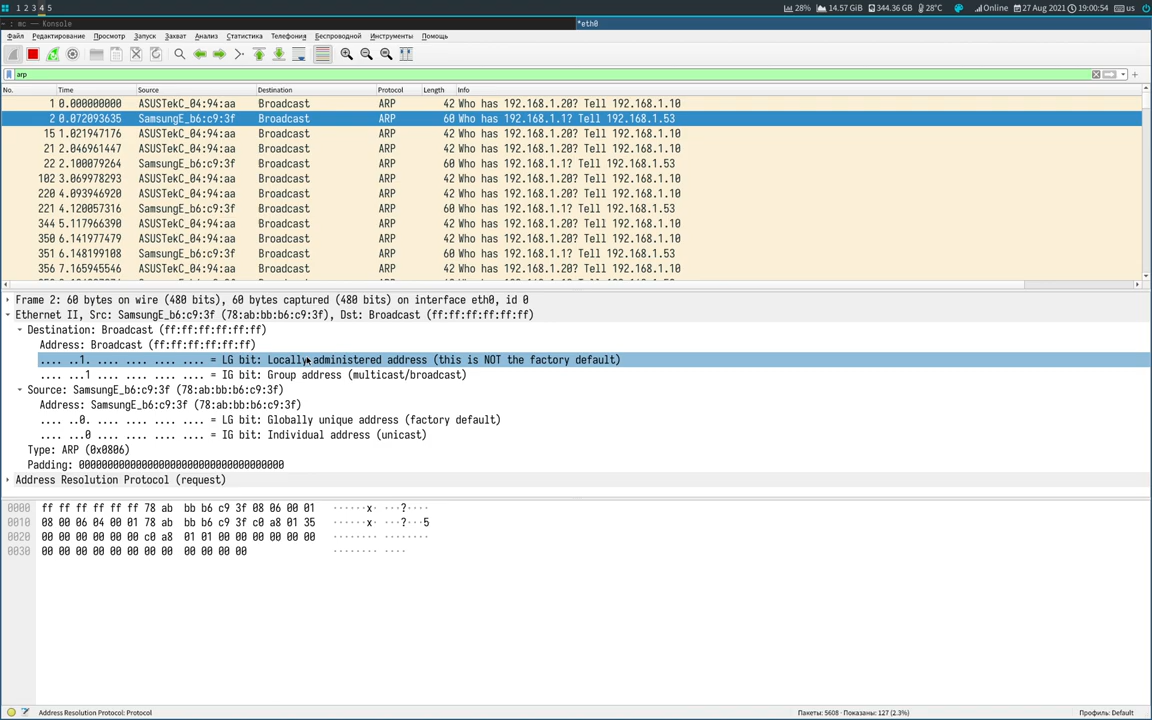 1 2 3 4 5 28% 14.57 GiB 344.36 GB 28°C Online 27 Aug 2021 19:00:54 us
~ : mc — Konsole *eth0
Файл Редактирование Просмотр Запуск Захват Анализ Статистика Телефония Беспроводной Инструменты Помощь
arp
No. Time Source Destination Protocol Length Info
1 0.000000000 ASUSTekC_04:94:aa Broadcast ARP 42 Who has 192.168.1.20? Tell 192.168.1.10
2 0.072093635 SamsungE_b6:c9:3f Broadcast ARP 60 Who has 192.168.1.1? Tell 192.168.1.53
15 1.021947176 ASUSTekC_04:94:aa Broadcast ARP 42 Who has 192.168.1.20? Tell 192.168.1.10
21 2.046961447 ASUSTekC_04:94:aa Broadcast ARP 42 Who has 192.168.1.20? Tell 192.168.1.10
22 2.100079264 SamsungE_b6:c9:3f Broadcast ARP 60 Who has 192.168.1.1? Tell 192.168.1.53
102 3.069978293 ASUSTekC_04:94:aa Broadcast ARP 42 Who has 192.168.1.20? Tell 192.168.1.10
220 4.093946920 ASUSTekC_04:94:aa Broadcast ARP 42 Who has 192.168.1.20? Tell 192.168.1.10
221 4.120057316 SamsungE_b6:c9:3f Broadcast ARP 60 Who has 192.168.1.1? Tell 192.168.1.53
344 5.117966390 ASUSTekC_04:94:aa Broadcast ARP 42 Who has 192.168.1.20? Tell 192.168.1.10
350 6.141977479 ASUSTekC_04:94:aa Broadcast ARP 42 Who has 192.168.1.20? Tell 192.168.1.10
351 6.148199108 SamsungE_b6:c9:3f Broadcast ARP 60 Who has 192.168.1.1? Tell 192.168.1.53
356 7.165945546 ASUSTekC_04:94:aa Broadcast ARP 42 Who has 192.168.1.20? Tell 192.168.1.10
Frame 2: 60 bytes on wire (480 bits), 60 bytes captured (480 bits) on interface eth0, id 0
Ethernet II, Src: SamsungE_b6:c9:3f (78:ab:bb:b6:c9:3f), Dst: Broadcast (ff:ff:ff:ff:ff:ff)
Destination: Broadcast (ff:ff:ff:ff:ff:ff)
Address: Broadcast (ff:ff:ff:ff:ff:ff)
.... ..1. .... .... .... .... = LG bit: Locally administered address (this is NOT the factory default)
.... ...1 .... .... .... .... = IG bit: Group address (multicast/broadcast)
Source: SamsungE_b6:c9:3f (78:ab:bb:b6:c9:3f)
Address: SamsungE_b6:c9:3f (78:ab:bb:b6:c9:3f)
.... ..0. .... .... .... .... = LG bit: Globally unique address (factory default)
.... ...0 .... .... .... .... = IG bit: Individual address (unicast)
Type: ARP (0x0806)
Padding: 000000000000000000000000000000000000
Address Resolution Protocol (request)
0000 ff ff ff ff ff ff 78 ab bb b6 c9 3f 08 06 00 01 ······x· ···?····
0010 08 00 06 04 00 01 78 ab bb b6 c9 3f c0 a8 01 35 ······x· ···?···5
0020 00 00 00 00 00 00 c0 a8 01 01 00 00 00 00 00 00 ········ ········
0030 00 00 00 00 00 00 00 00 00 00 00 00 ········ ····
Address Resolution Protocol: Protocol Пакеты: 5608 · Показаны: 127 (2.3%) Профиль: Default